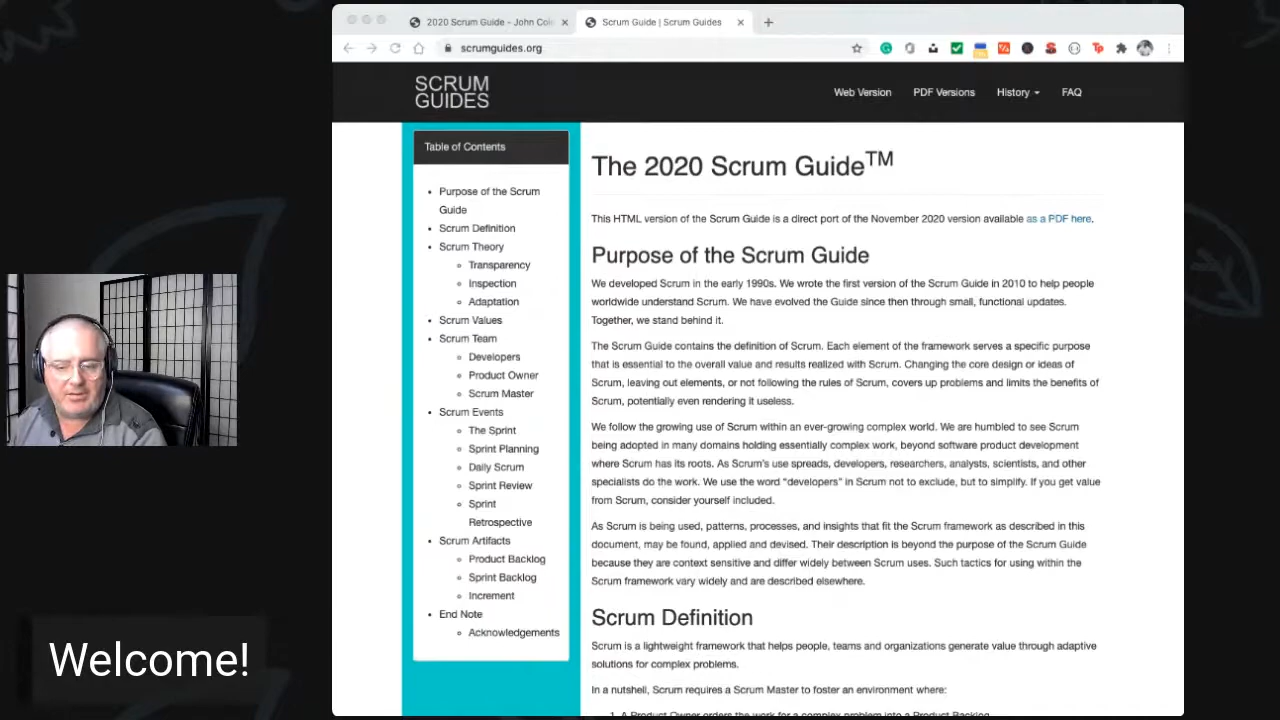 2020 Scrum Guide - John Coi
Scrum Guide | Scrum Guides
scrumguides.org
SCRUM
GUIDES
Web Version
PDF Versions
History
FAQ
Table of Contents
Purpose of the Scrum
Guide
Scrum Definition
Scrum Theory
Transparency
Inspection
Adaptation
Scrum Values
Scrum Team
Developers
Product Owner
Scrum Master
Scrum Events
The Sprint
Sprint Planning
Daily Scrum
Sprint Review
Sprint
Retrospective
Scrum Artifacts
Product Backlog
Sprint Backlog
Increment
End Note
Acknowledgements
The 2020 Scrum Guide™
This HTML version of the Scrum Guide is a direct port of the November 2020 version available as a PDF here.
Purpose of the Scrum Guide
We developed Scrum in the early 1990s. We wrote the first version of the Scrum Guide in 2010 to help people
worldwide understand Scrum. We have evolved the Guide since then through small, functional updates.
Together, we stand behind it.
The Scrum Guide contains the definition of Scrum. Each element of the framework serves a specific purpose
that is essential to the overall value and results realized with Scrum. Changing the core design or ideas of
Scrum, leaving out elements, or not following the rules of Scrum, covers up problems and limits the benefits of
Scrum, potentially even rendering it useless.
We follow the growing use of Scrum within an ever-growing complex world. We are humbled to see Scrum
being adopted in many domains holding essentially complex work, beyond software product development
where Scrum has its roots. As Scrum's use spreads, developers, researchers, analysts, scientists, and other
specialists do the work. We use the word “developers” in Scrum not to exclude, but to simplify. If you get value
from Scrum, consider yourself included.
As Scrum is being used, patterns, processes, and insights that fit the Scrum framework as described in this
document, may be found, applied and devised. Their description is beyond the purpose of the Scrum Guide
because they are context sensitive and differ widely between Scrum uses. Such tactics for using within the
Scrum framework vary widely and are described elsewhere.
Scrum Definition
Scrum is a lightweight framework that helps people, teams and organizations generate value through adaptive
solutions for complex problems.
In a nutshell, Scrum requires a Scrum Master to foster an environment where:
1. A Product Owner orders the work for a complex problem into a Product Backlog.
Welcome!